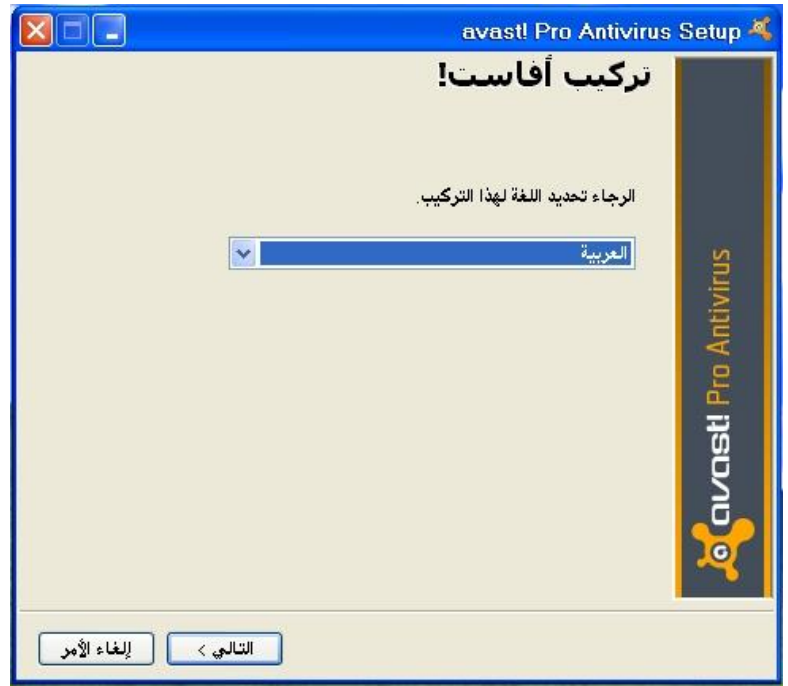 avast! Pro Antivirus Setup
تركيب أفاست!
الرجاء تحديد اللغة لهذا التركيب.
العربية
avast! Pro Antivirus
التالي >
إلغاء الأمر